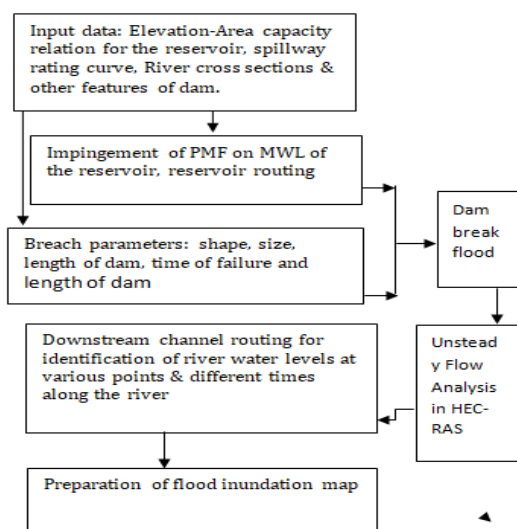 Input data: Elevation-Area capacity
relation for the reservoir, spillway
rating curve, River cross sections &
other features of dam.
Impingement of PMF on MWL of
the reservoir, reservoir routing
Breach parameters: shape, size,
length of dam, time of failure and
length of dam
Dam
break
flood
Unstead
y Flow
Analysis
in HEC-
RAS
Downstream channel routing for
identification of river water levels at
various points & different times
along the river
Preparation of flood inundation map